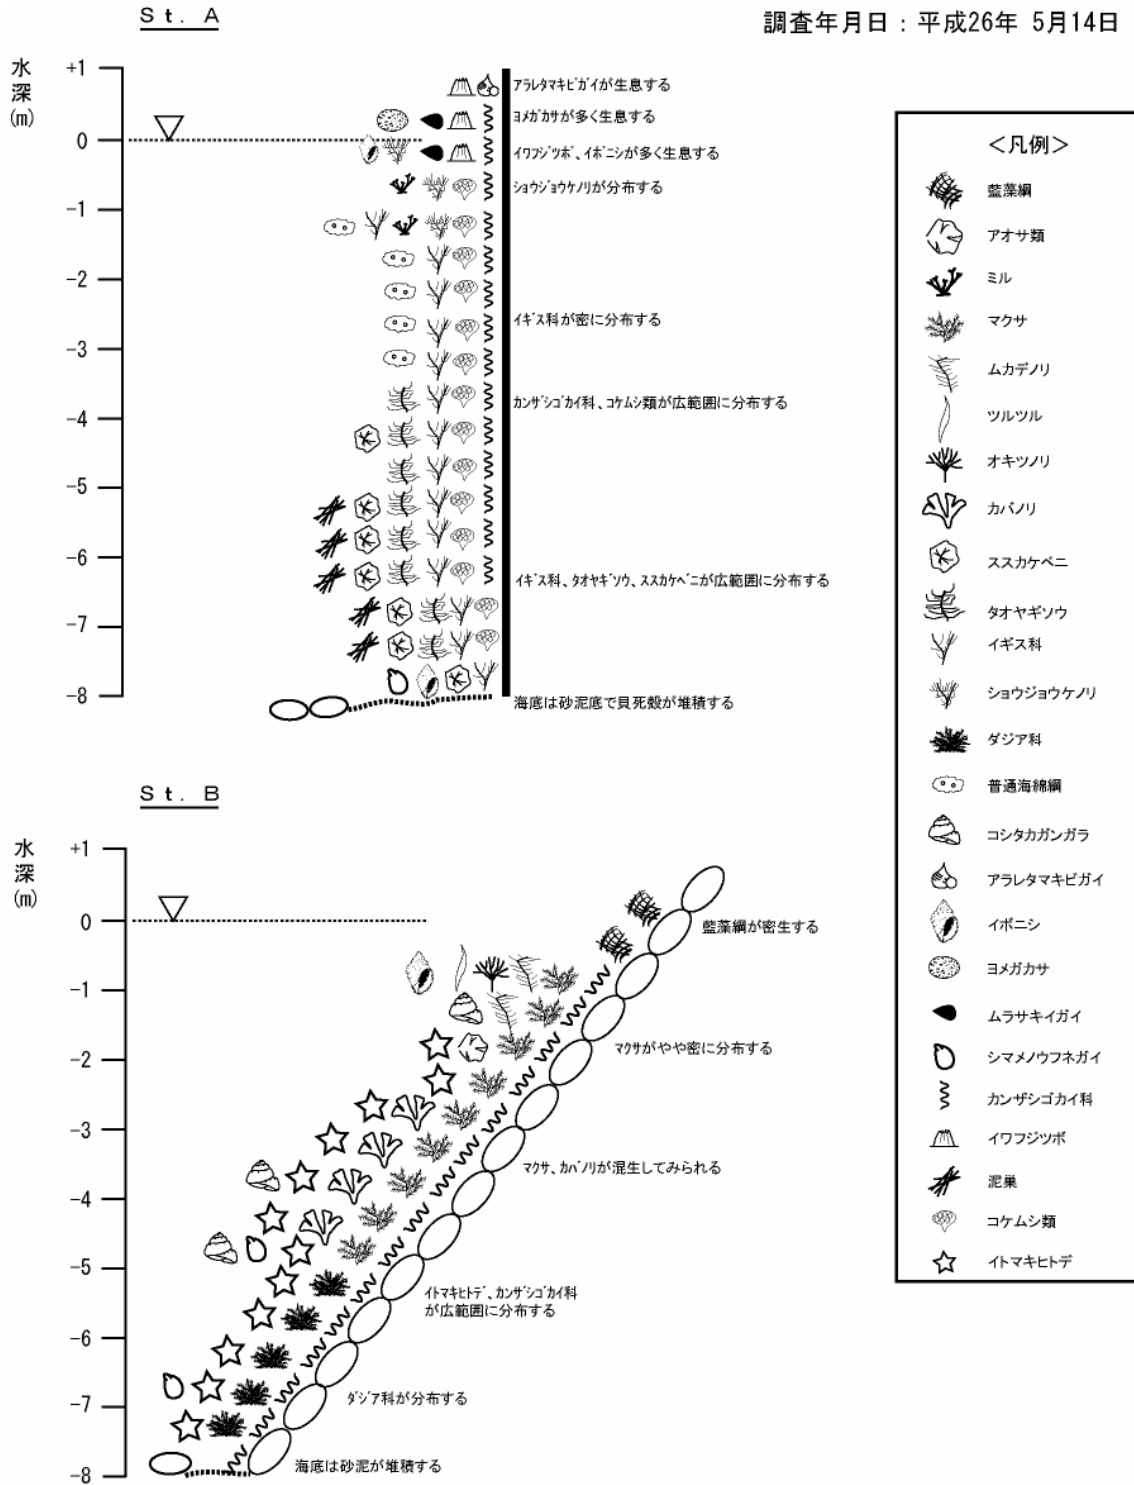 St. A
調査年月日：平成26年 5月14日
水深(m)
+1
0
-1
-2
-3
-4
-5
-6
-7
-8
アラレタマキビガイが生息する
ヨメガカサが多く生息する
イワフジツボ、イボニシが多く生息する
ショウジョウケノリが分布する
イギス科が密に分布する
カンザシゴカイ科、コケムシ類が広範囲に分布する
イギス科、タオヤギソウ、ススカケベニが広範囲に分布する
海底は砂泥底で貝死殻が堆積する
St. B
水深(m)
+1
0
-1
-2
-3
-4
-5
-6
-7
-8
藍藻綱が密生する
マクサがやや密に分布する
マクサ、カバノリが混生してみられる
イトマキヒトデ、カンザシゴカイ科
が広範囲に分布する
ダジア科が分布する
海底は砂泥が堆積する
＜凡例＞
藍藻綱
アオサ類
ミル
マクサ
ムカデノリ
ツルツル
オキツノリ
カバノリ
ススカケベニ
タオヤギソウ
イギス科
ショウジョウケノリ
ダジア科
普通海綿綱
コシタカガンガラ
アラレタマキビガイ
イボニシ
ヨメガカサ
ムラサキイガイ
シマメノウフネガイ
カンザシゴカイ科
イワフジツボ
泥巣
コケムシ類
イトマキヒトデ